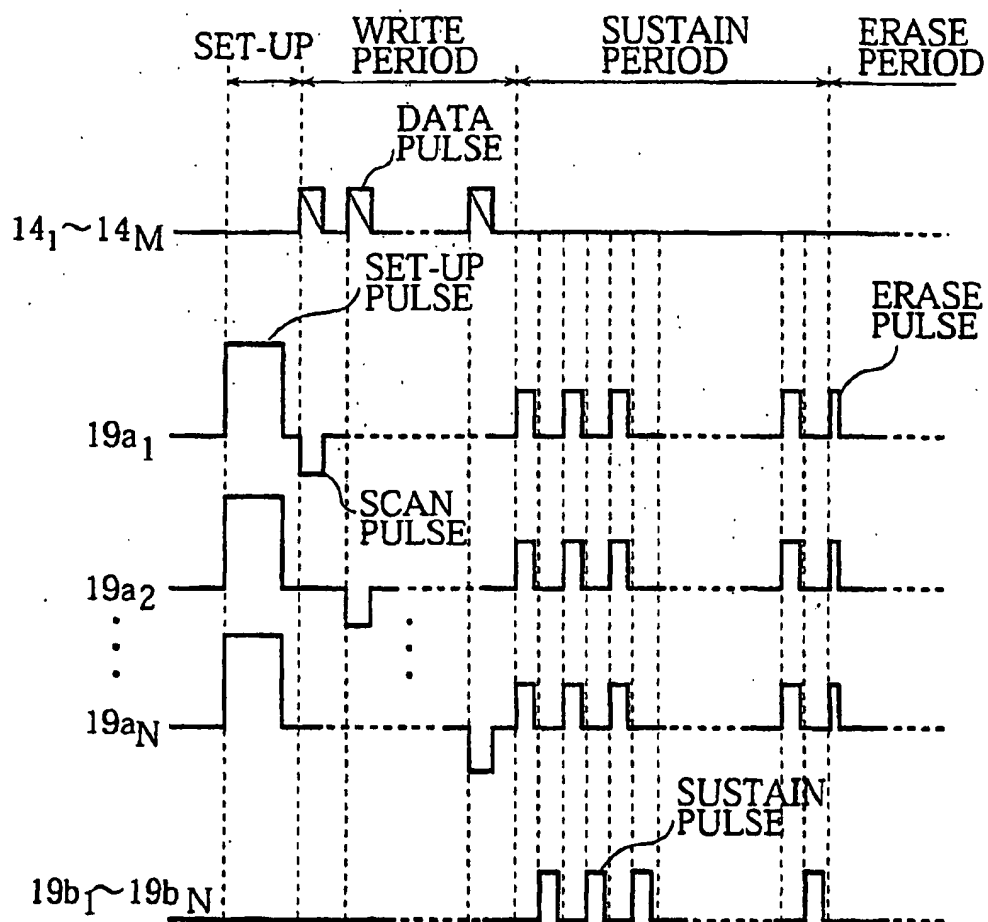 SET-UP
WRITE
PERIOD
SUSTAIN
PERIOD
ERASE
PERIOD
DATA
PULSE
14₁~14M
SET-UP
PULSE
ERASE
PULSE
19a₁
SCAN
PULSE
19a₂
19aN
SUSTAIN
PULSE
19b₁~19bN